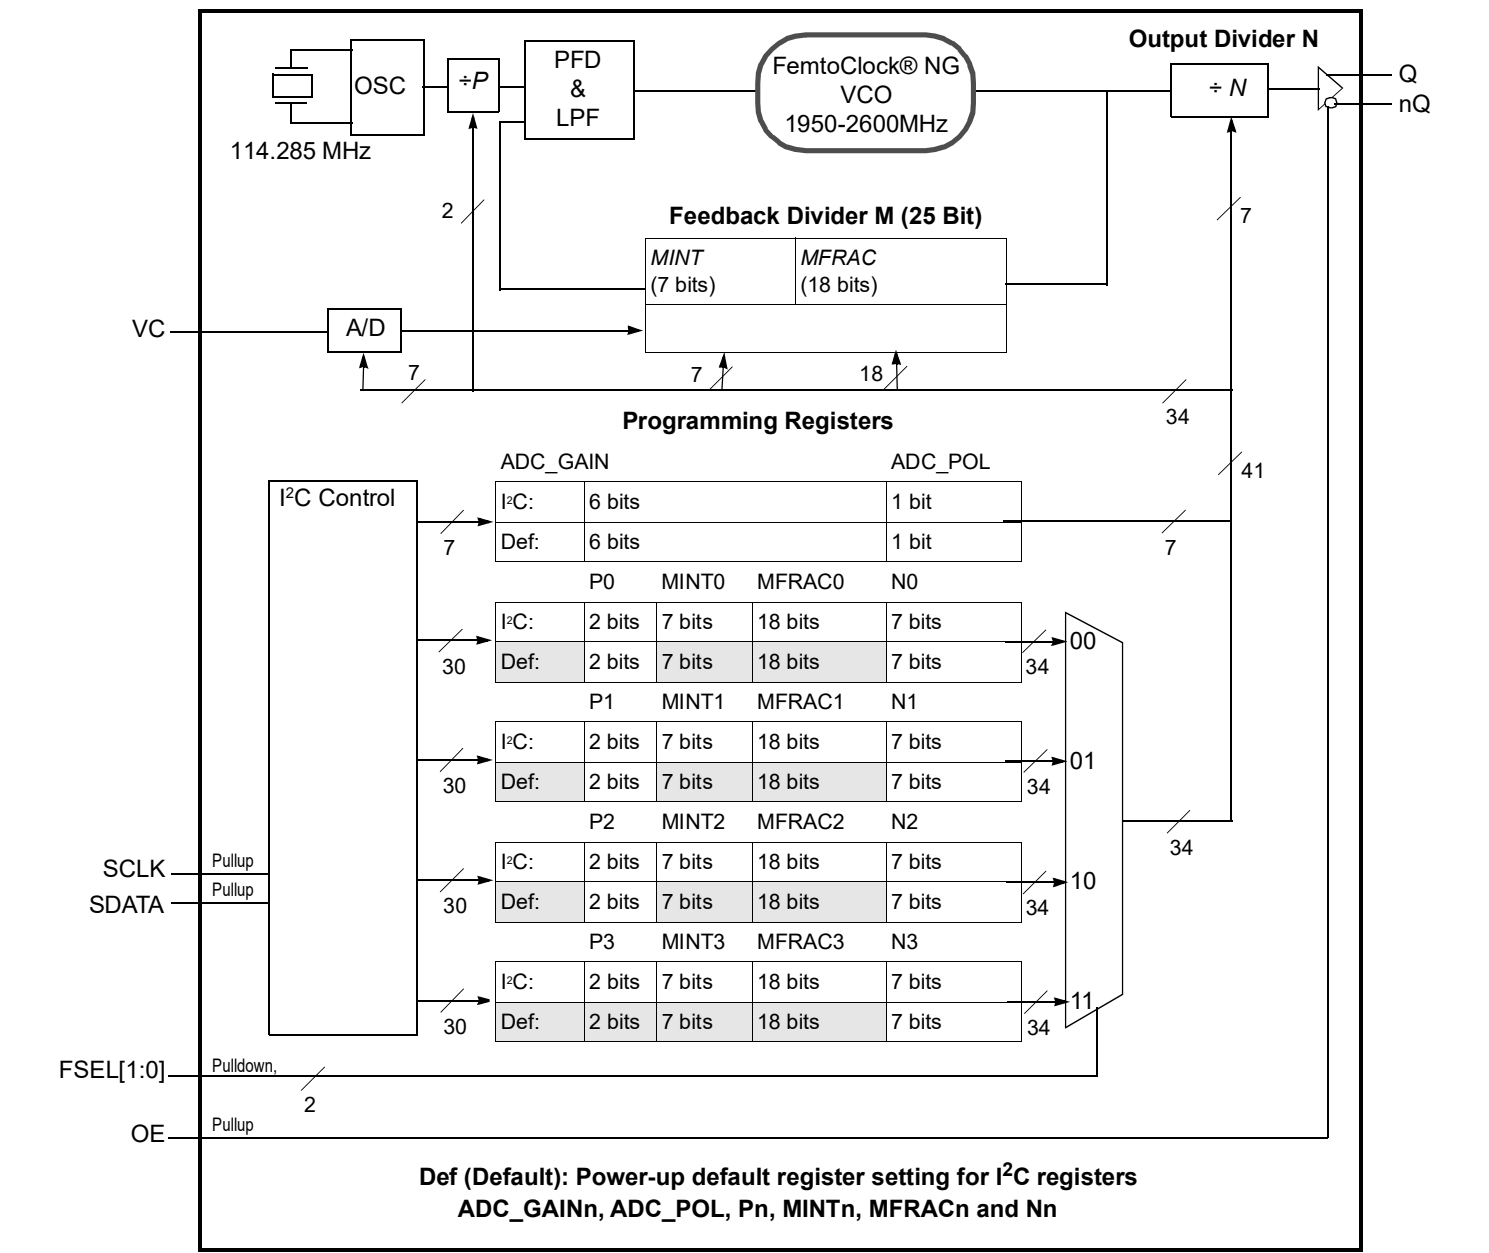 Output Divider N
OSC
÷P
PFD
&
LPF
FemtoClock® NG
VCO
1950-2600MHz
÷ N
Q
nQ
114.285 MHz
2
7
Feedback Divider M (25 Bit)
MINT
(7 bits)
MFRAC
(18 bits)
VC
A/D
7
7
18
34
Programming Registers
41
ADC_GAIN ADC_POL
I²C Control
I²C: 6 bits 1 bit
7
7
Def: 6 bits 1 bit
P0 MINT0 MFRAC0 N0
I²C: 2 bits 7 bits 18 bits 7 bits
00
30
Def: 2 bits 7 bits 18 bits 7 bits
34
P1 MINT1 MFRAC1 N1
I²C: 2 bits 7 bits 18 bits 7 bits
01
30
Def: 2 bits 7 bits 18 bits 7 bits
34
P2 MINT2 MFRAC2 N2
34
SCLK Pullup
I²C: 2 bits 7 bits 18 bits 7 bits
10
SDATA Pullup
30
Def: 2 bits 7 bits 18 bits 7 bits
34
P3 MINT3 MFRAC3 N3
I²C: 2 bits 7 bits 18 bits 7 bits
11
30
Def: 2 bits 7 bits 18 bits 7 bits
34
FSEL[1:0] Pulldown,
2
OE Pullup
Def (Default): Power-up default register setting for I²C registers
ADC_GAINn, ADC_POL, Pn, MINTn, MFRACn and Nn